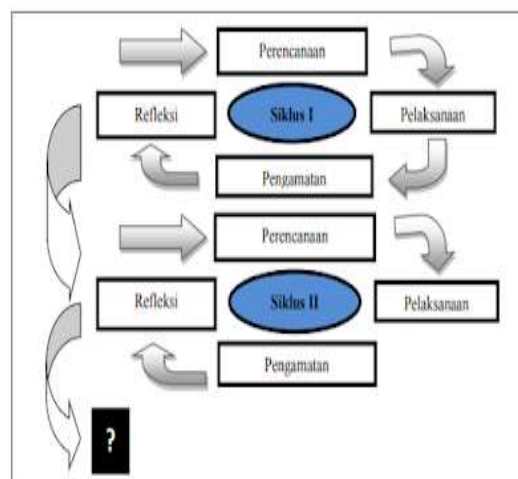 Perencanaan
Refleksi
Siklus I
Pelaksanaan
Pengamatan
Perencanaan
Refleksi
Siklus II
Pelaksanaan
Pengamatan
?